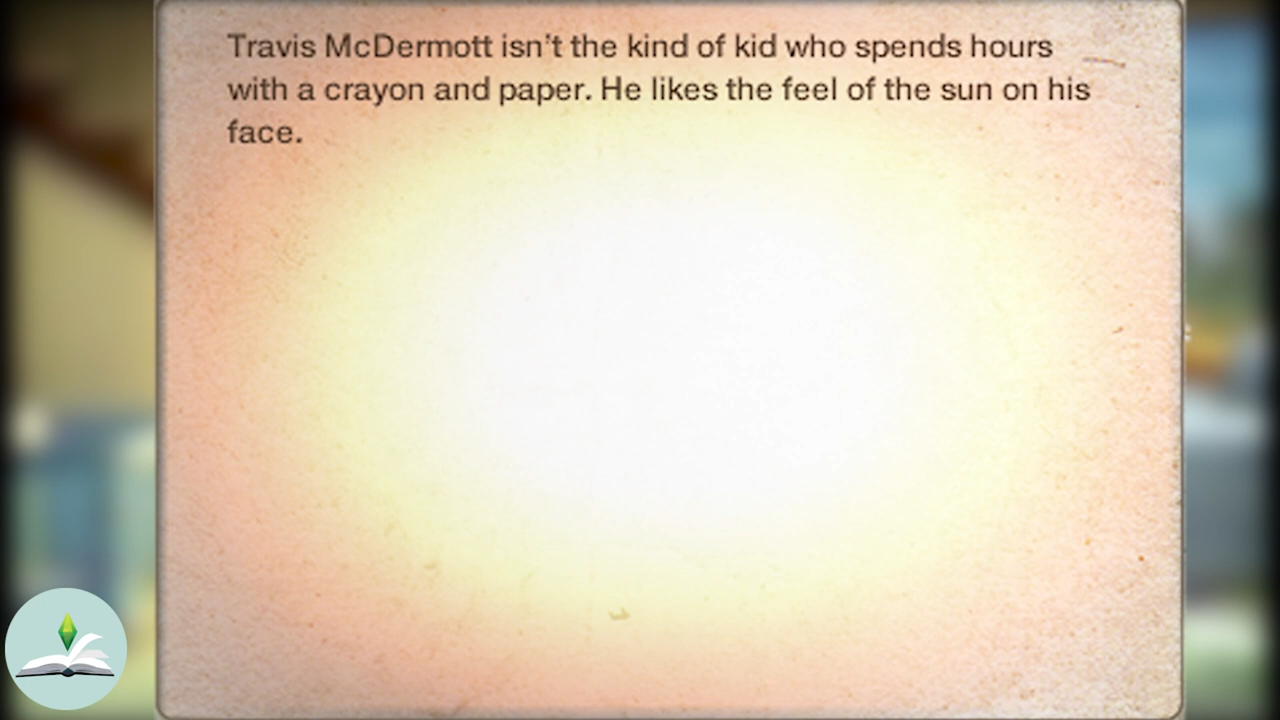 Travis McDermott isn't the kind of kid who spends hours
with a crayon and paper. He likes the feel of the sun on his
face.